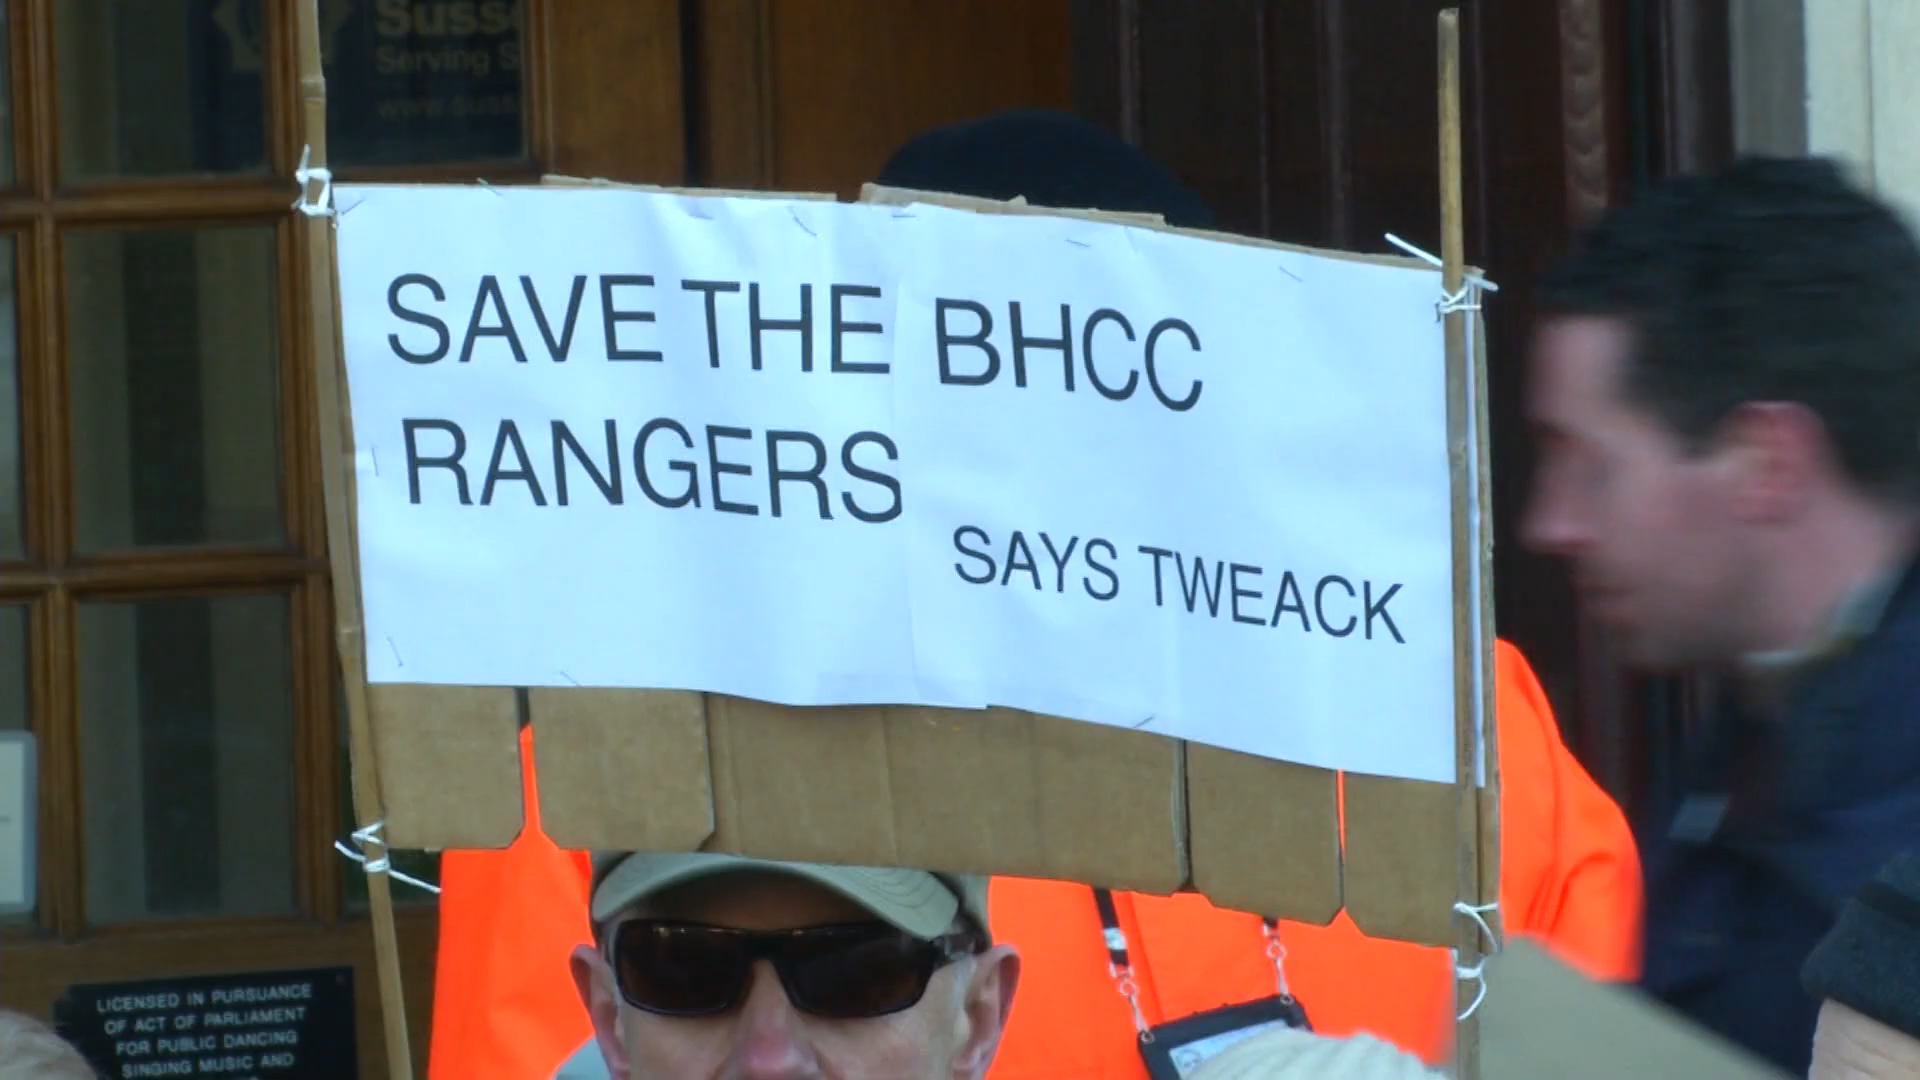 Serving
SAVE THE BHCC
RANGERS
SAYS TWEACK
LICENSED IN PURSUANCE
OF ACT OF PARLIAMENT
FOR PUBLIC DANCING
SINGING MUSIC AND